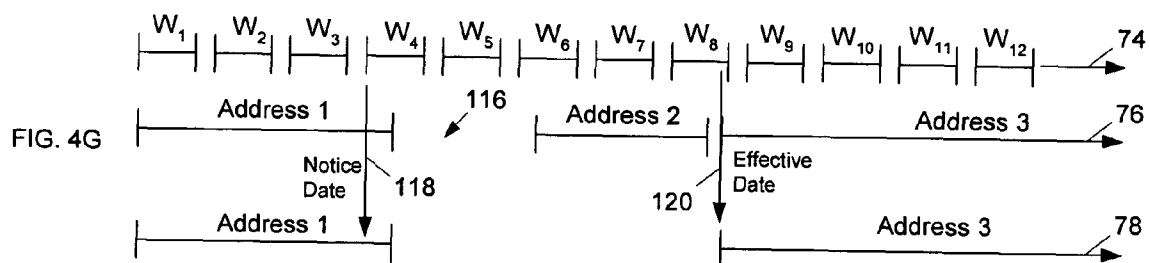 W1 W2 W3 W4 W5 W6 W7 W8 W9 W10 W11 W12 74
Address 1 116 Address 2 Address 3 76
FIG. 4G
Notice Date 118 120 Effective Date
Address 1 Address 3 78